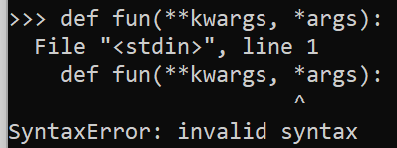 >>> def fun(**kwargs, *args):
  File "<stdin>", line 1
    def fun(**kwargs, *args):
                      ^
SyntaxError: invalid syntax